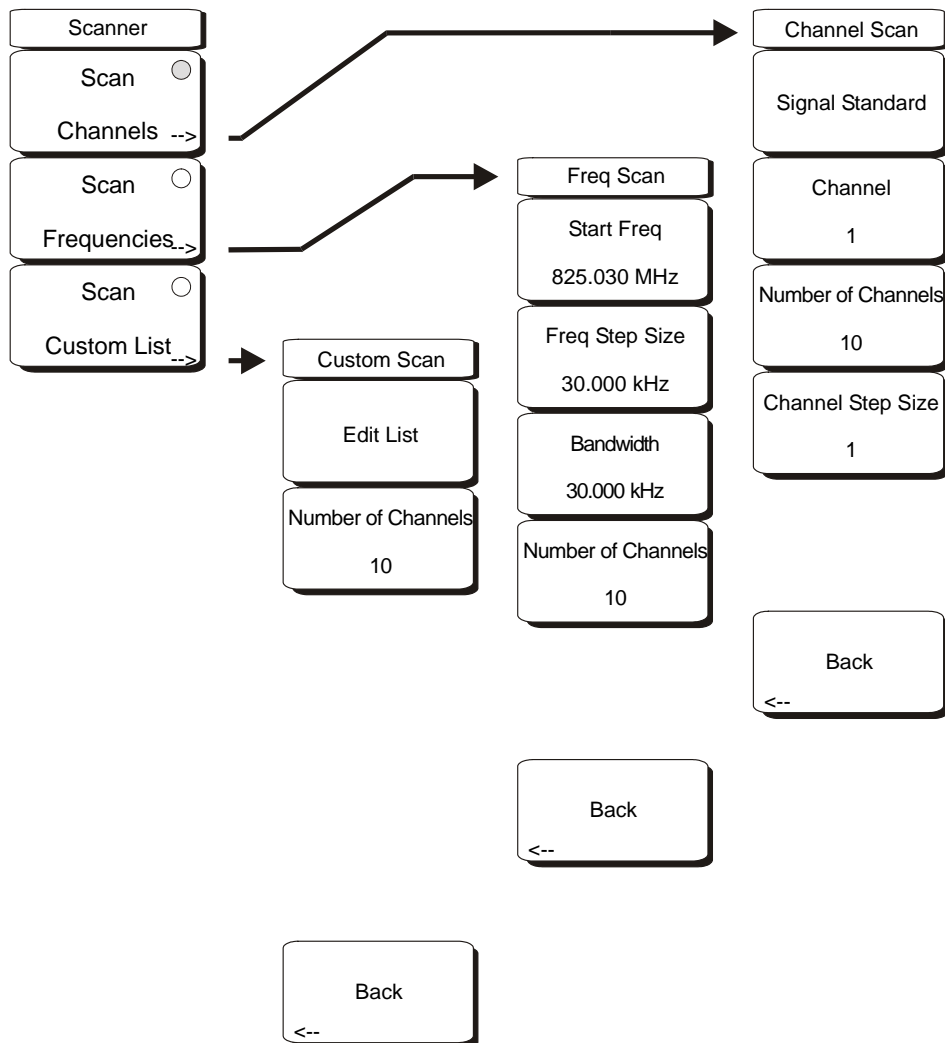 Scanner
Scan
Channels -->
Scan
Frequencies -->
Scan
Custom List -->
Custom Scan
Edit List
Number of Channels
10
Back
<--
Freq Scan
Start Freq
825.030 MHz
Freq Step Size
30.000 kHz
Bandwidth
30.000 kHz
Number of Channels
10
Back
<--
Channel Scan
Signal Standard
Channel
1
Number of Channels
10
Channel Step Size
1
Back
<--